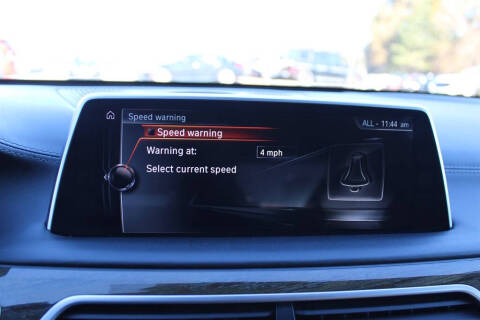 Speed warning
ALL - 11:44 am
Speed warning
Warning at: 4 mph
Select current speed